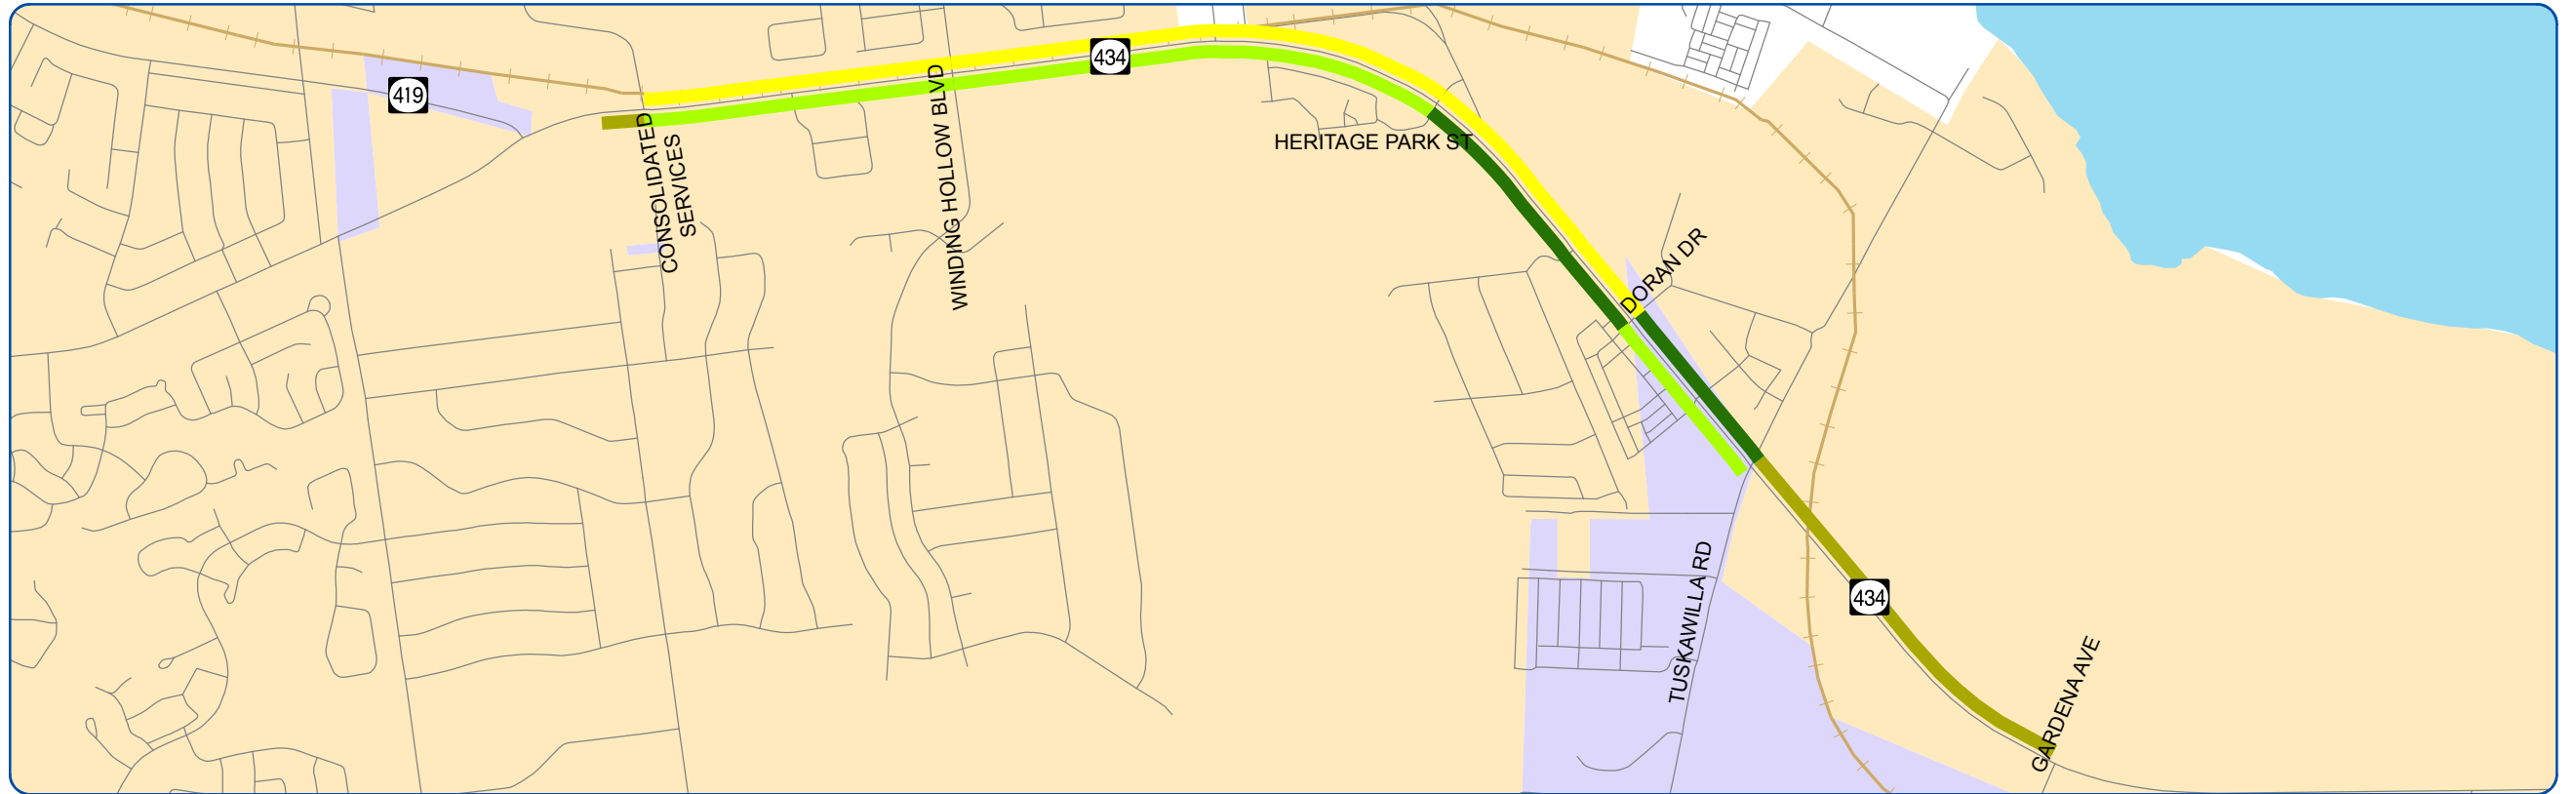 419
434
CONSOLIDATED
SERVICES
WINDING HOLLOW BLVD
HERITAGE PARK ST
DORAN DR
TUSKAWILLA RD
434
GARDENA AVE